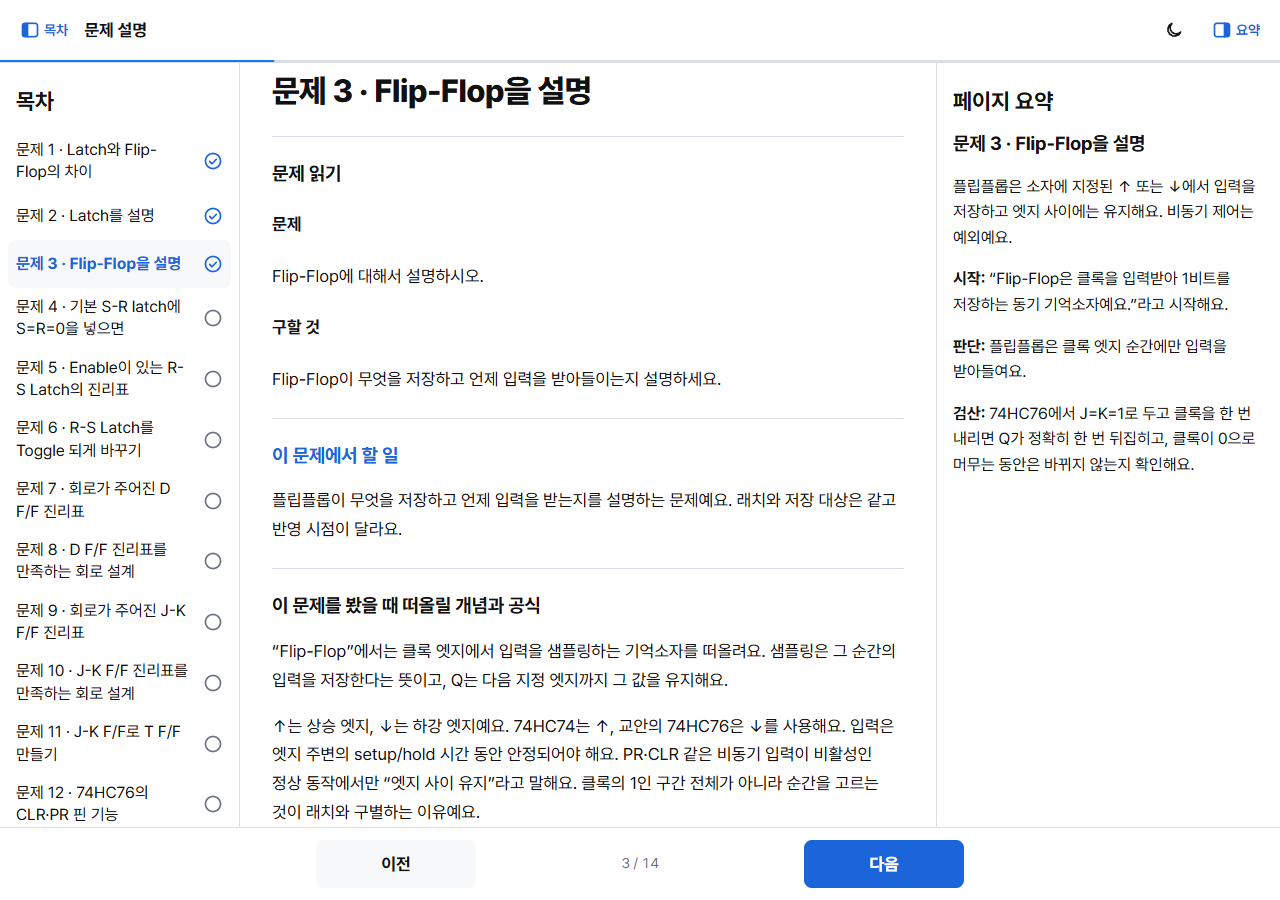 목차
문제 설명
요약
목차
문제 1 · Latch와 Flip-
Flop의 차이
문제 2 · Latch를 설명
문제 3 · Flip-Flop을 설명
문제 4 · 기본 S-R latch에
S=R=0을 넣으면
문제 5 · Enable이 있는 R-
S Latch의 진리표
문제 6 · R-S Latch를
Toggle 되게 바꾸기
문제 7 · 회로가 주어진 D
F/F 진리표
문제 8 · D F/F 진리표를
만족하는 회로 설계
문제 9 · 회로가 주어진 J-K
F/F 진리표
문제 10 · J-K F/F 진리표를
만족하는 회로 설계
문제 11 · J-K F/F로 T F/F
만들기
문제 12 · 74HC76의
CLR·PR 핀 기능
문제 3 · Flip-Flop을 설명
문제 읽기
문제
Flip-Flop에 대해서 설명하시오.
구할 것
Flip-Flop이 무엇을 저장하고 언제 입력을 받아들이는지 설명하세요.
이 문제에서 할 일
플립플롭이 무엇을 저장하고 언제 입력을 받는지를 설명하는 문제예요. 래치와 저장 대상은 같고
반영 시점이 달라요.
이 문제를 봤을 때 떠올릴 개념과 공식
“Flip-Flop”에서는 클록 엣지에서 입력을 샘플링하는 기억소자를 떠올려요. 샘플링은 그 순간의
입력을 저장한다는 뜻이고, Q는 다음 지정 엣지까지 그 값을 유지해요.
↑는 상승 엣지, ↓는 하강 엣지예요. 74HC74는 ↑, 교안의 74HC76은 ↓를 사용해요. 입력은
엣지 주변의 setup/hold 시간 동안 안정되어야 해요. PR·CLR 같은 비동기 입력이 비활성인
정상 동작에서만 “엣지 사이 유지”라고 말해요. 클록의 1인 구간 전체가 아니라 순간을 고르는
것이 래치와 구별하는 이유예요.
페이지 요약
문제 3 · Flip-Flop을 설명
플립플롭은 소자에 지정된 ↑ 또는 ↓에서 입력을
저장하고 엣지 사이에는 유지해요. 비동기 제어는
예외예요.
시작: “Flip-Flop은 클록을 입력받아 1비트를
저장하는 동기 기억소자예요.”라고 시작해요.
판단: 플립플롭은 클록 엣지 순간에만 입력을
받아들여요.
검산: 74HC76에서 J=K=1로 두고 클록을 한 번
내리면 Q가 정확히 한 번 뒤집히고, 클록이 0으로
머무는 동안은 바뀌지 않는지 확인해요.
이전
3 / 14
다음